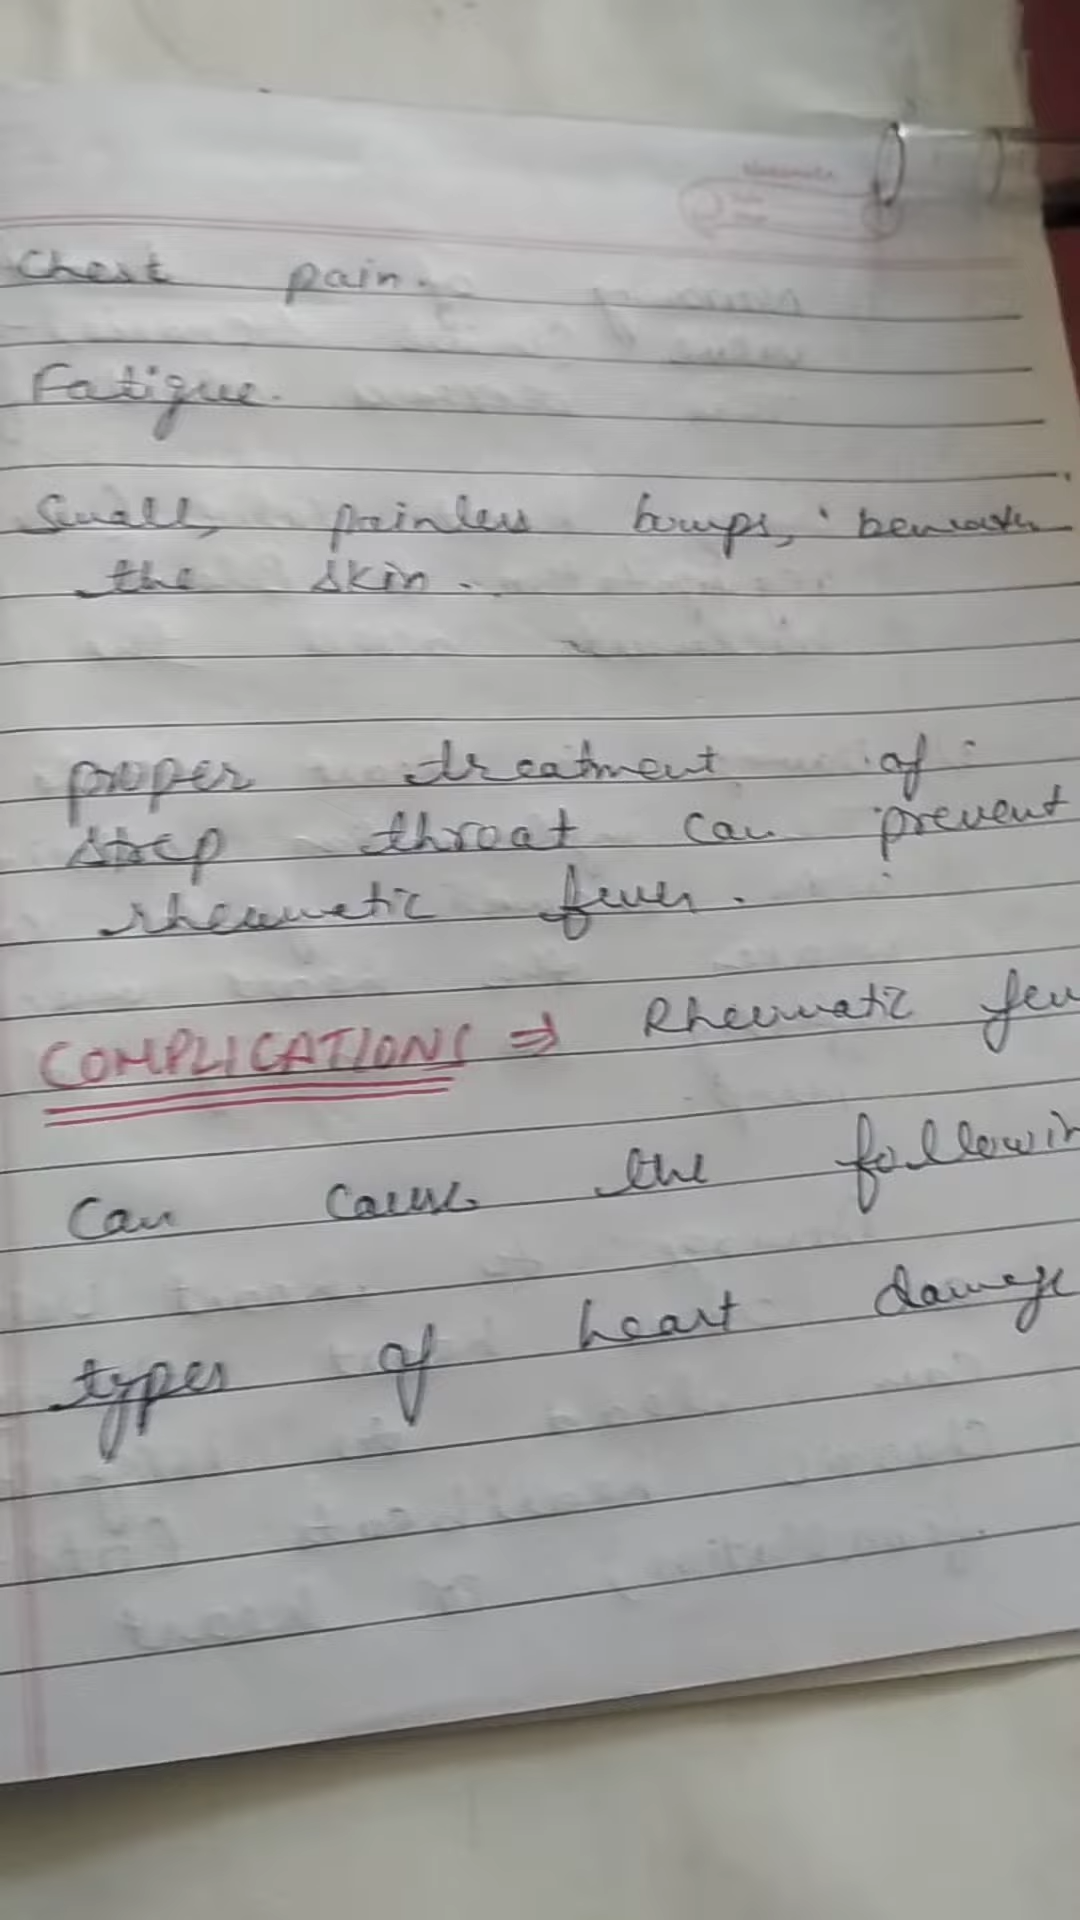 Chest pain.
Fatigue.
Small, painless bumps, beneath
the skin.
proper treatment of
strep throat can prevent
rheumatic fever.
COMPLICATIONS ⇒ Rheumatic feve
can cause the followin
types of heart damage